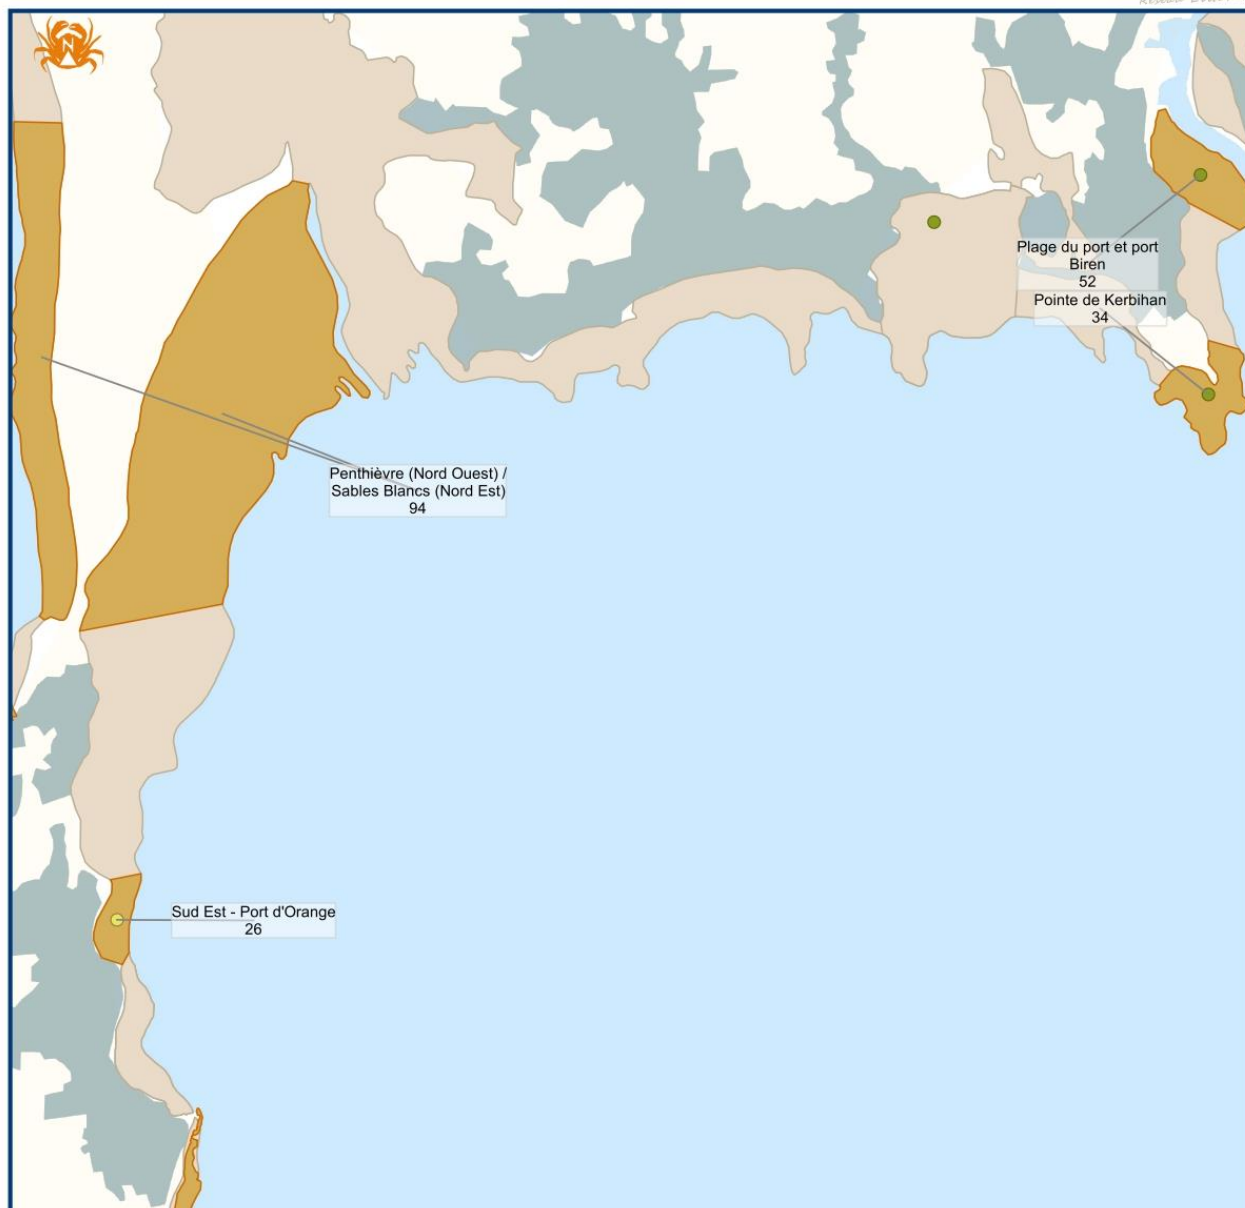 N
Plage du port et port
Biren
52
Pointe de Kerbihan
34
Penthièvre (Nord Ouest) /
Sables Blancs (Nord Est)
94
Sud Est - Port d'Orange
26